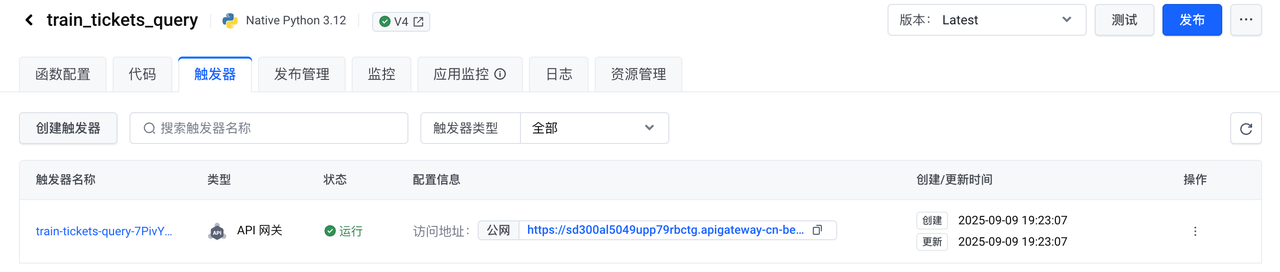 train_tickets_query Native Python 3.12 V4 版本： Latest 测试 发布
函数配置 代码 触发器 发布管理 监控 应用监控 日志 资源管理
创建触发器 搜索触发器名称 触发器类型 全部
触发器名称 类型 状态 配置信息 创建/更新时间 操作
train-tickets-query-7PivY... API API 网关 运行 访问地址： 公网 https://sd300al5049upp79rbctg.apigateway-cn-be... 创建 2025-09-09 19:23:07
更新 2025-09-09 19:23:07